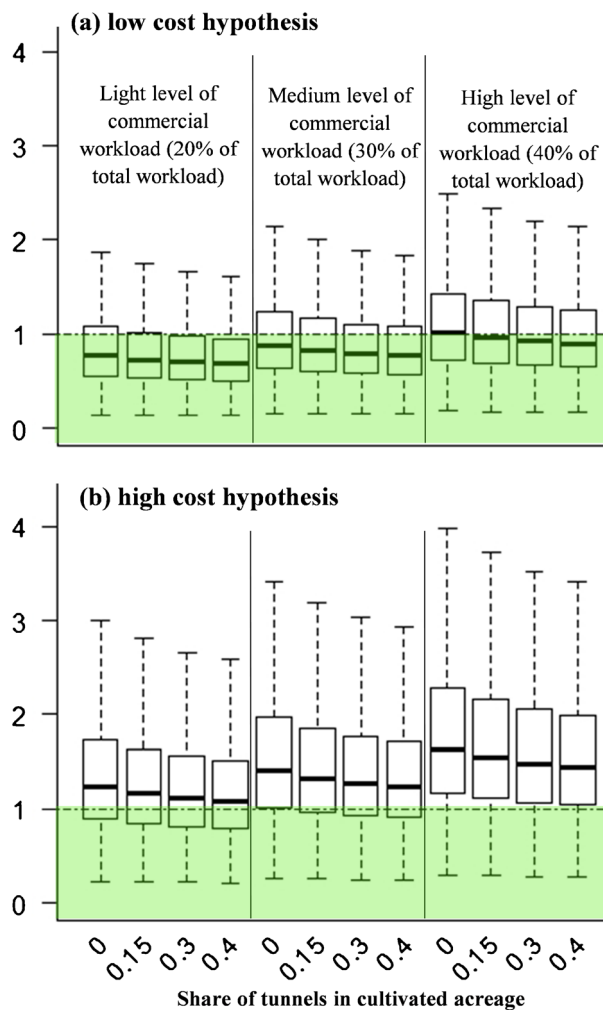 (a) low cost hypothesis
4
3
2
1
0
Light level of
commercial
workload (20% of
total workload)
Medium level of
commercial
workload (30% of
total workload)
High level of
commercial
workload (40% of
total workload)
(b) high cost hypothesis
4
3
2
1
0
0 0.15 0.3 0.4 0 0.15 0.3 0.4 0 0.15 0.3 0.4
Share of tunnels in cultivated acreage